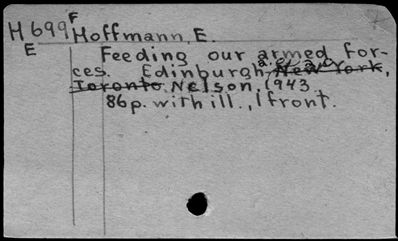 F
H699 Hoffmann, E.
E
Feeding our armed for-
ces. Edinburgh, a.o. New York,
Toronto. Nelson, 1943.
86p. with ill., 1 front.